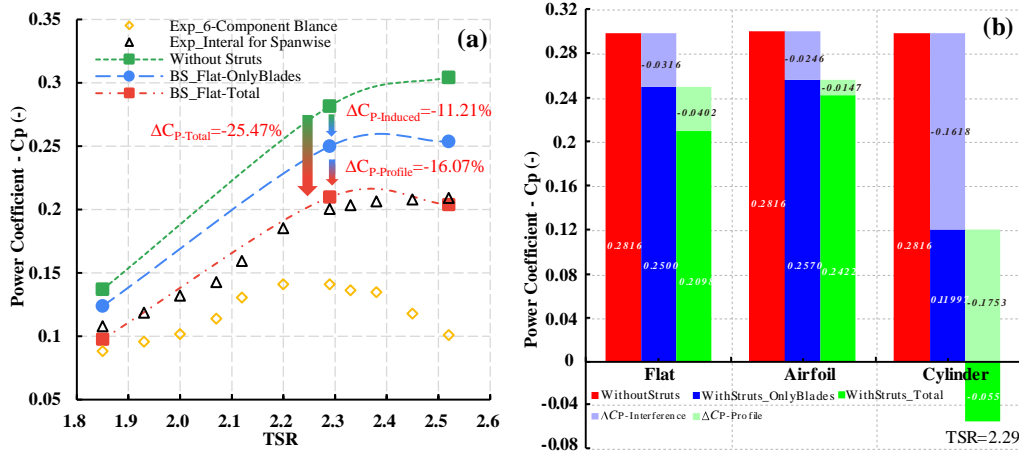 (a)
Exp_6-Component Blance
Exp_Interal for Spanwise
Without Struts
BS_Flat-OnlyBlades
BS_Flat-Total
ΔCP-Total=-25.47%
ΔCP-Induced=-11.21%
ΔCP-Profile=-16.07%
Power Coefficient - Cp (-)
0.35
0.3
0.25
0.2
0.15
0.1
0.05
1.8
1.9
2.0
2.1
2.2
2.3
2.4
2.5
2.6
TSR
(b)
Power Coefficient - Cp (-)
0.32
0.28
0.24
0.2
0.16
0.12
0.08
0.04
0
-0.04
-0.08
-0.0316
-0.0402
0.2816
0.2500
0.2098
-0.0246
-0.0147
0.2816
0.2570
0.2422
-0.1618
-0.1753
0.2816
0.1199
-0.055
Flat
Airfoil
Cylinder
WithoutStruts
WithStruts_OnlyBlades
WithStruts_Total
ΔCP-Interference
ΔCP-Profile
TSR=2.29